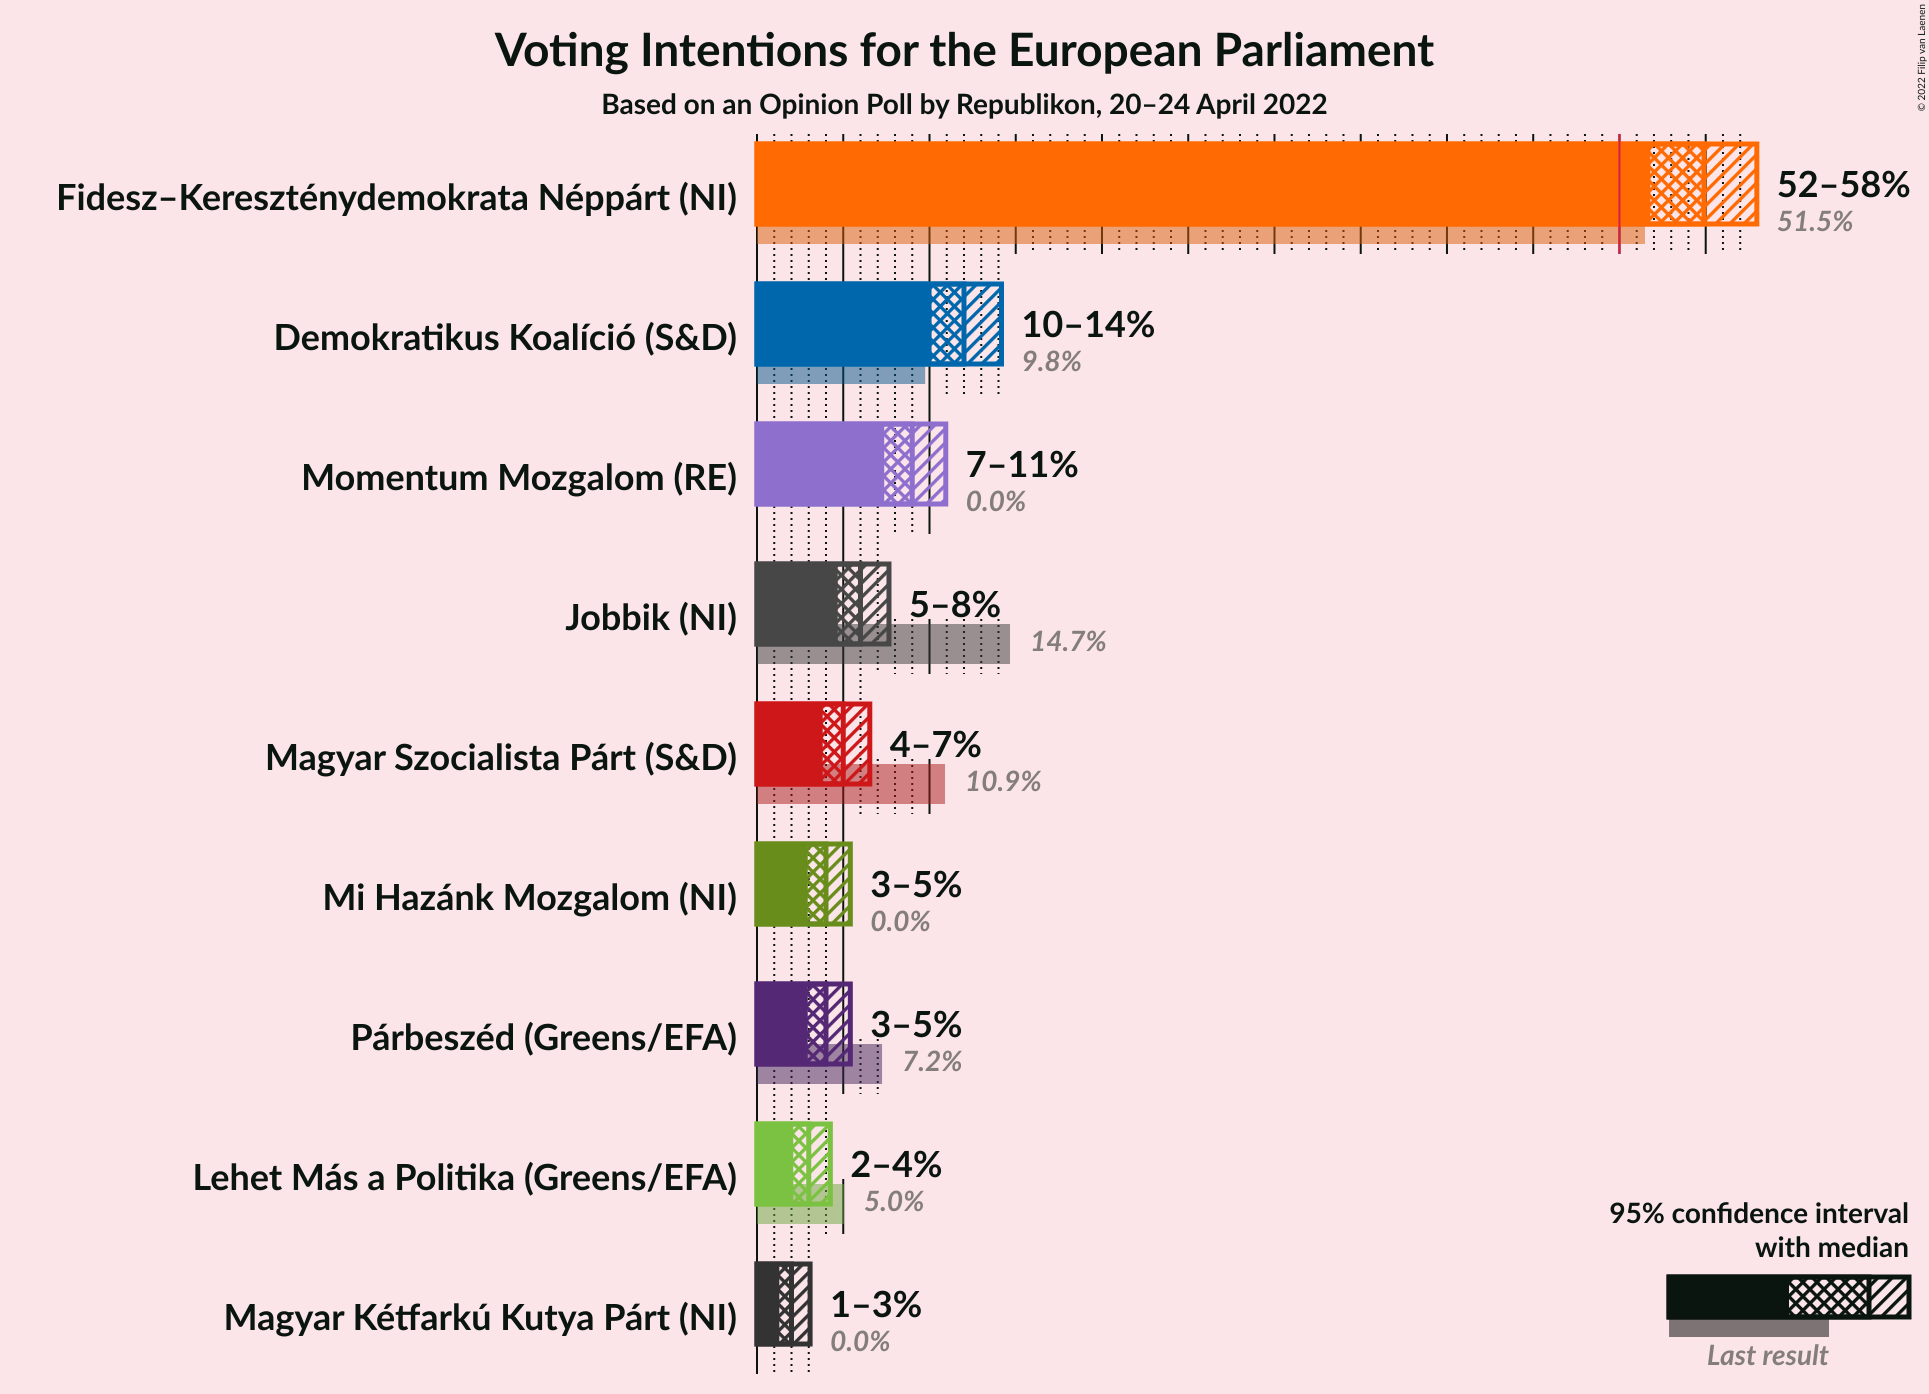 Voting Intentions for the European Parliament
Based on an Opinion Poll by Republikon, 20–24 April 2022
© 2022 Filip van Laenen
Fidesz–Kereszténydemokrata Néppárt (NI)
52–58%
51.5%
Demokratikus Koalíció (S&D)
10–14%
9.8%
Momentum Mozgalom (RE)
7–11%
0.0%
Jobbik (NI)
5–8%
14.7%
Magyar Szocialista Párt (S&D)
4–7%
10.9%
Mi Hazánk Mozgalom (NI)
3–5%
0.0%
Párbeszéd (Greens/EFA)
3–5%
7.2%
Lehet Más a Politika (Greens/EFA)
2–4%
5.0%
Magyar Kétfarkú Kutya Párt (NI)
1–3%
0.0%
95% confidence interval
with median
Last result